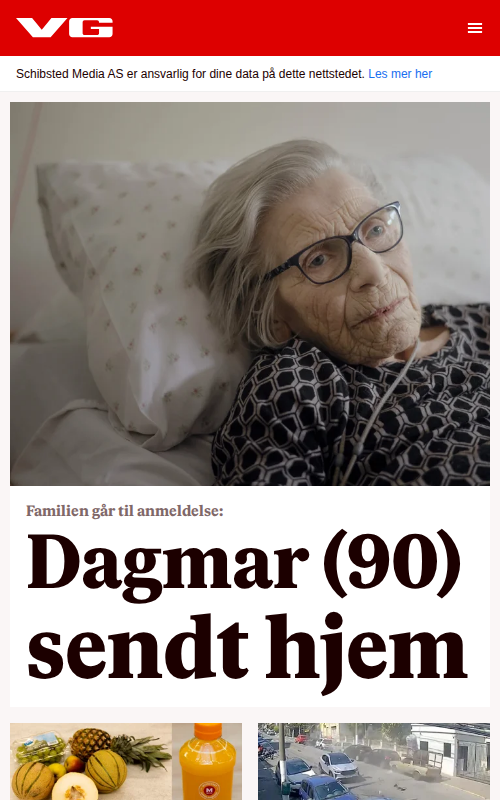 VG
Schibsted Media AS er ansvarlig for dine data på dette nettstedet. Les mer her
Familien går til anmeldelse:
Dagmar (90)
sendt hjem